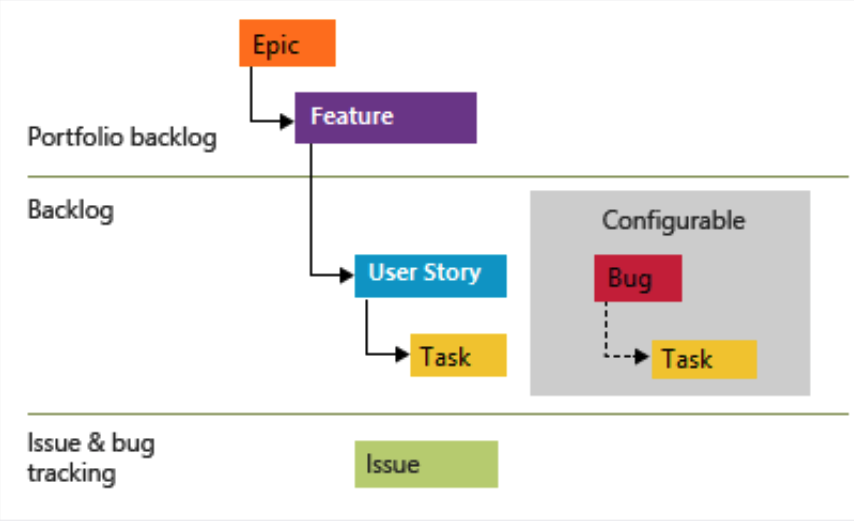 Epic
Feature
Portfolio backlog
Backlog
Configurable
User Story
Bug
Task
Task
Issue & bug
tracking
Issue